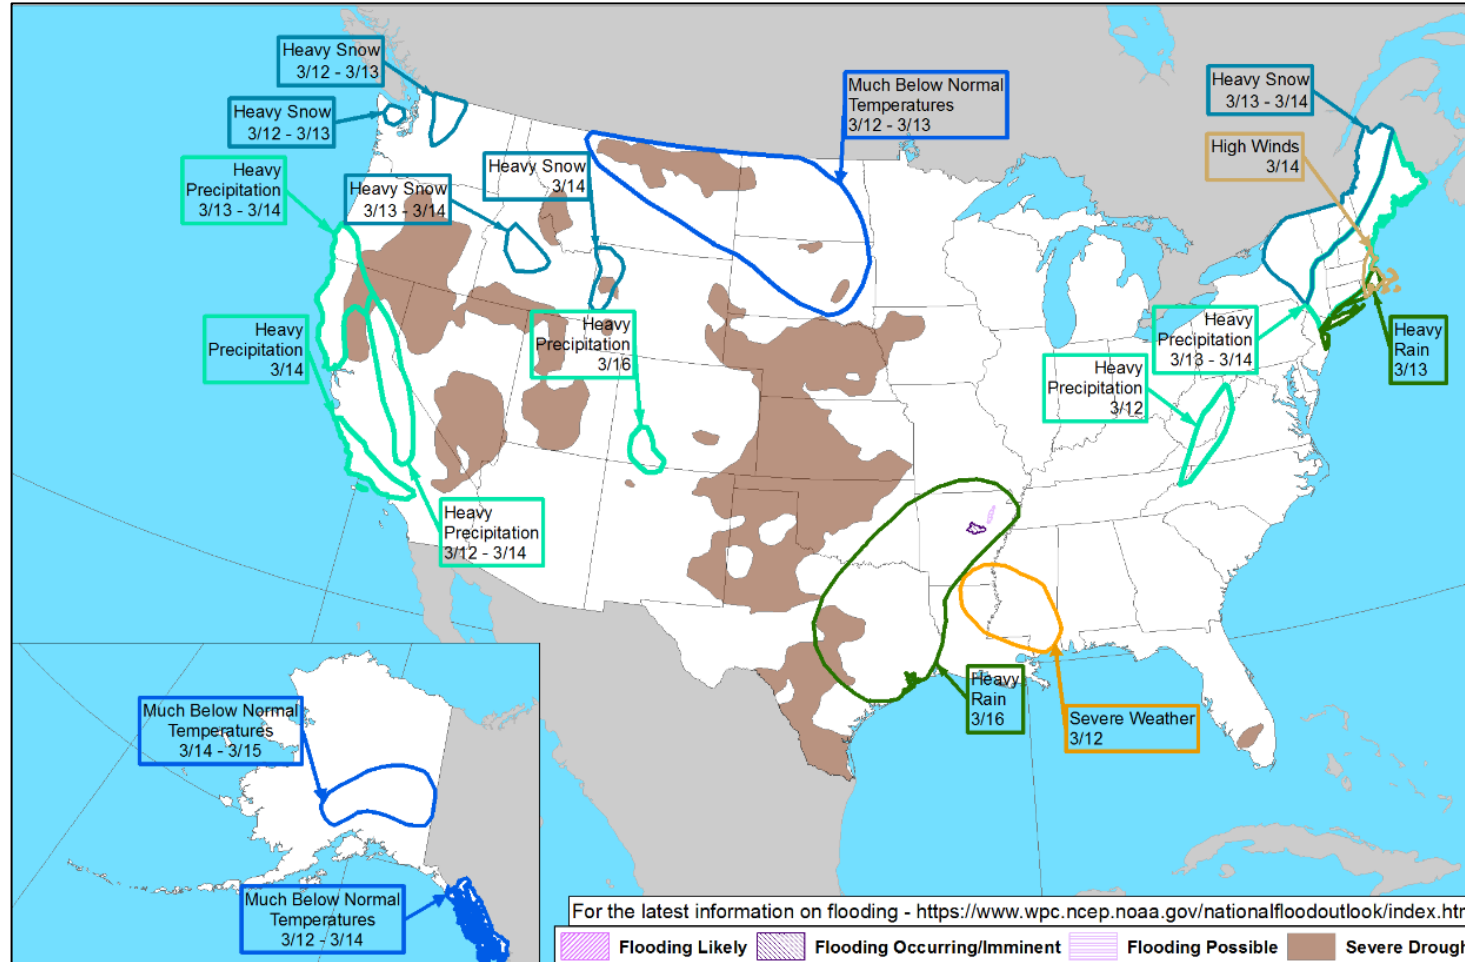 Heavy Snow
3/12 - 3/13
Heavy Snow
3/12 - 3/13
Heavy
Precipitation
3/13 - 3/14
Heavy Snow
3/13 - 3/14
Heavy Snow
3/14
Much Below Normal
Temperatures
3/12 - 3/13
Heavy Snow
3/13 - 3/14
High Winds
3/14
Heavy
Precipitation
3/14
Heavy
Precipitation
3/16
Heavy
Precipitation
3/13 - 3/14
Heavy
Rain
3/13
Heavy
Precipitation
3/12
Heavy
Precipitation
3/12 - 3/14
Heavy
Rain
3/16
Severe Weather
3/12
Much Below Normal
Temperatures
3/14 - 3/15
Much Below Normal
Temperatures
3/12 - 3/14
For the latest information on flooding - https://www.wpc.ncep.noaa.gov/nationalfloodoutlook/index.htm
Flooding Likely
Flooding Occurring/Imminent
Flooding Possible
Severe Drough